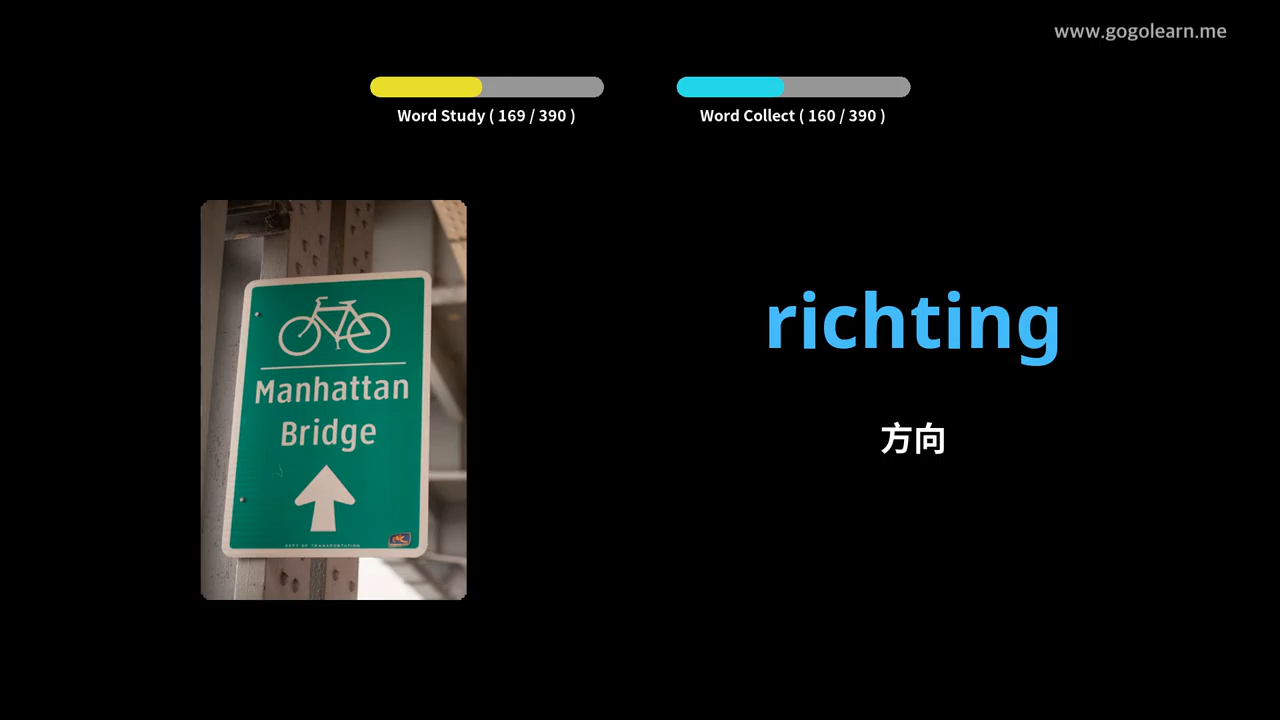 www.gogolearn.me
Word Study ( 169 / 390 )
Word Collect ( 160 / 390 )
Manhattan
Bridge
richting
方向